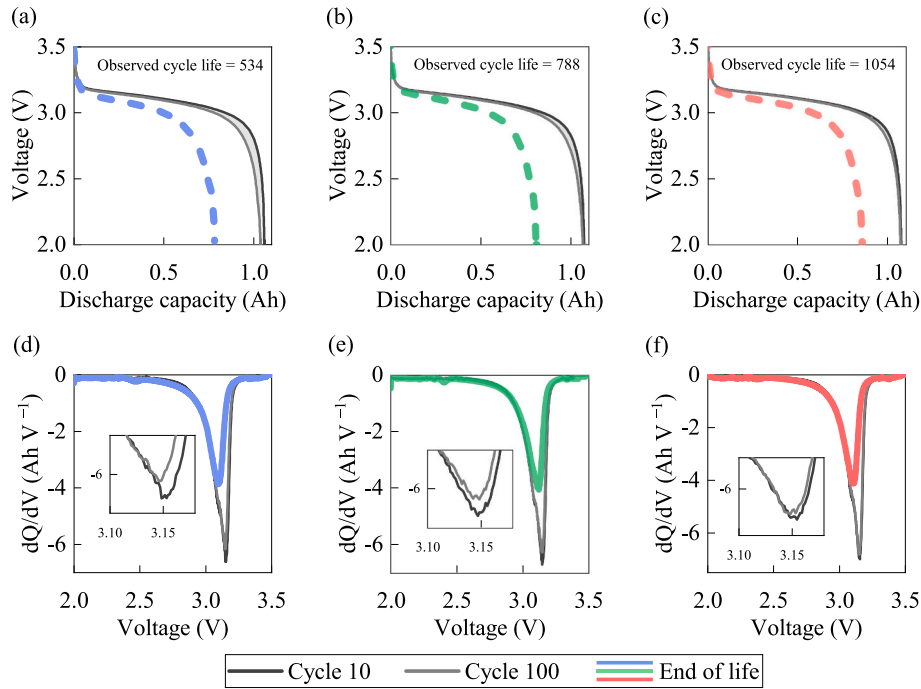 (a)
(b)
(c)
3.5
3.0
2.5
2.0
Voltage (V)
Observed cycle life = 534
0.0
0.5
1.0
Discharge capacity (Ah)
3.5
3.0
2.5
2.0
Voltage (V)
Observed cycle life = 788
0.0
0.5
1.0
Discharge capacity (Ah)
3.5
3.0
2.5
2.0
Voltage (V)
Observed cycle life = 1054
0.0
0.5
1.0
Discharge capacity (Ah)
(d)
(e)
(f)
0
-2
-4
-6
dQ/dV (Ah V⁻¹)
-6
3.10
3.15
2.0
2.5
3.0
3.5
Voltage (V)
0
-2
-4
-6
dQ/dV (Ah V⁻¹)
-6
3.10
3.15
2.0
2.5
3.0
3.5
Voltage (V)
0
-2
-4
-6
dQ/dV (Ah V⁻¹)
-6
3.10
3.15
2.0
2.5
3.0
3.5
Voltage (V)
Cycle 10
Cycle 100
End of life